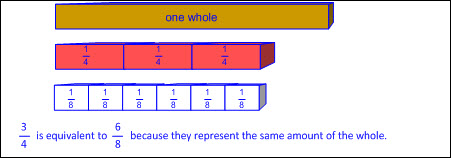 one whole
1/4 1/4 1/4
1/8 1/8 1/8 1/8 1/8 1/8
3/4 is equivalent to 6/8 because they represent the same amount of the whole.